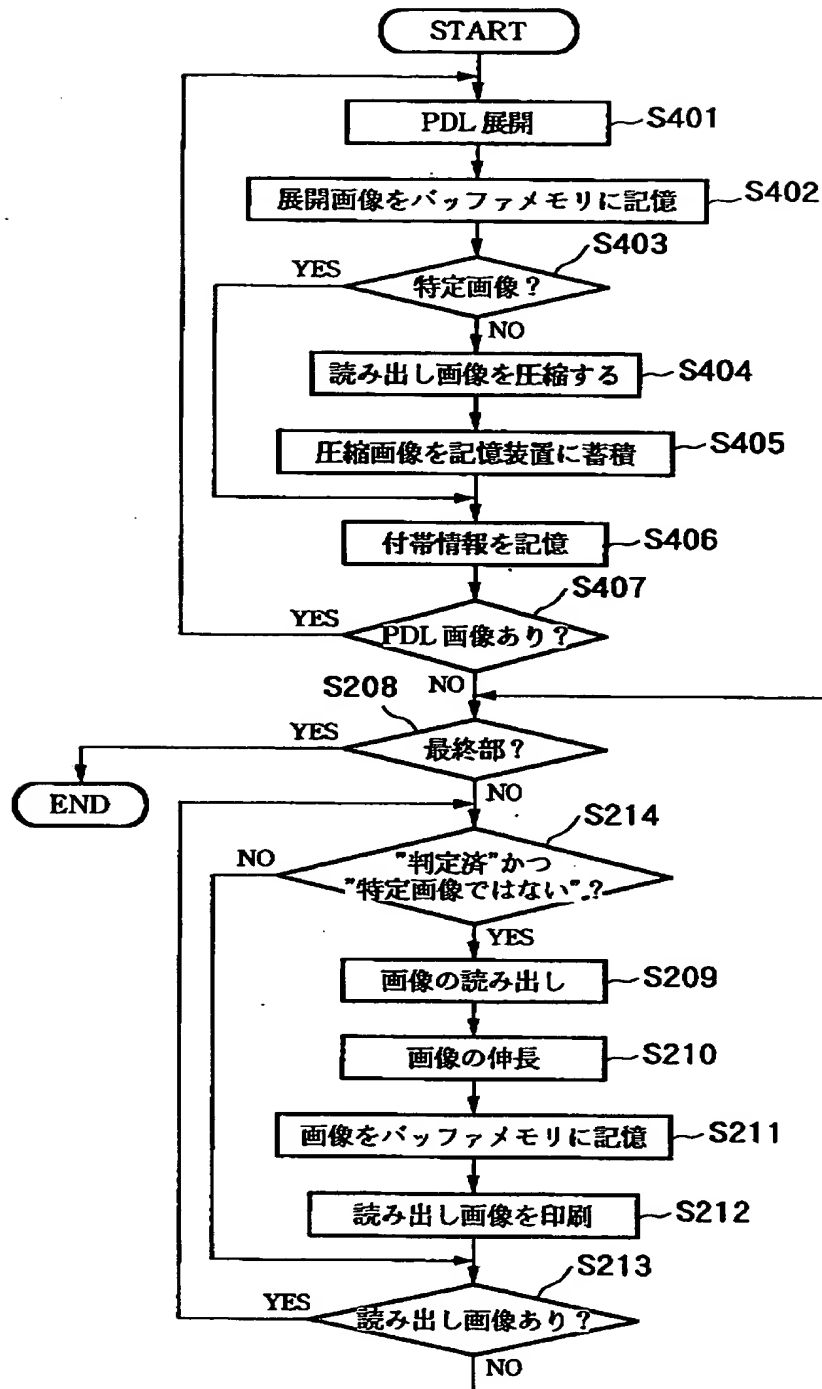 START
PDL 展開
S401
展開画像をバッファメモリに記憶
S402
S403
YES
特定画像？
NO
読み出し画像を圧縮する
S404
圧縮画像を記憶装置に蓄積
S405
付帯情報を記憶
S406
S407
YES
PDL 画像あり？
NO
S208
YES
最終部？
END
NO
S214
NO
"判定済"かつ
"特定画像ではない"？
YES
画像の読み出し
S209
画像の伸長
S210
画像をバッファメモリに記憶
S211
読み出し画像を印刷
S212
S213
YES
読み出し画像あり？
NO